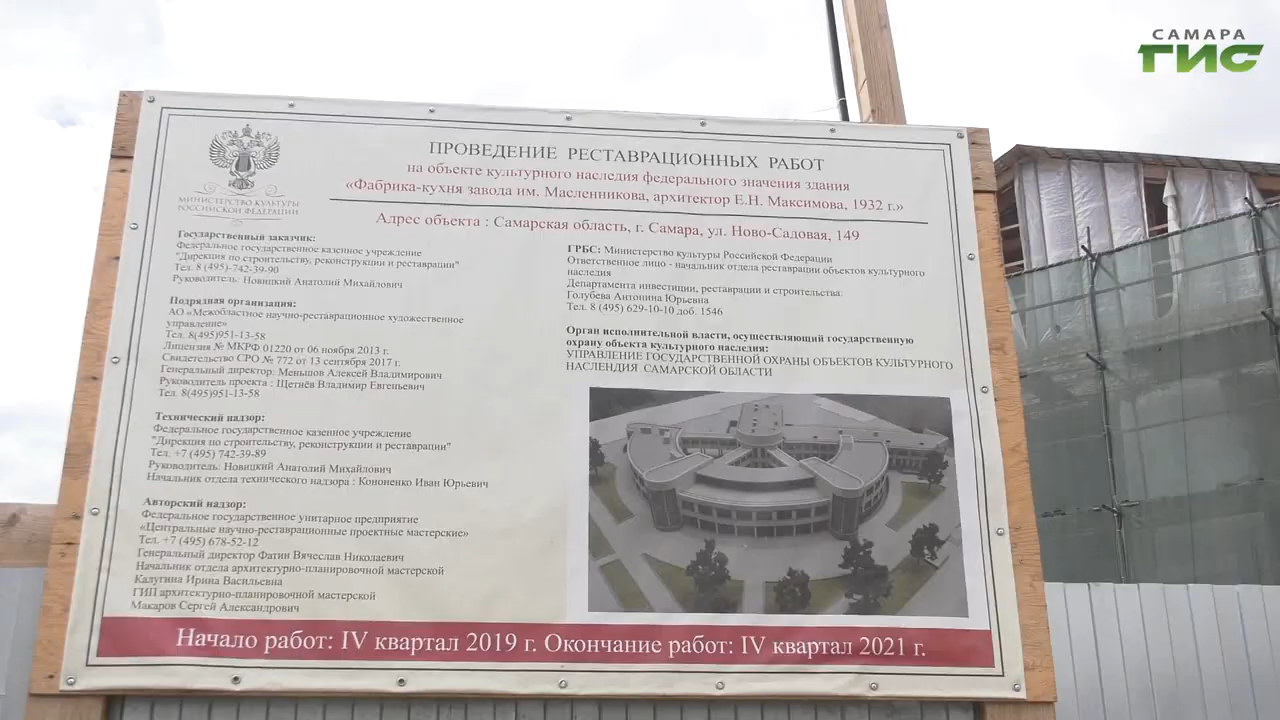 САМАРА
ГИС
МИНИСТЕРСТВО КУЛЬТУРЫ
РОССИЙСКОЙ ФЕДЕРАЦИИ
ПРОВЕДЕНИЕ РЕСТАВРАЦИОННЫХ РАБОТ
на объекте культурного наследия федерального значения здания
«Фабрика-кухня завода им. Масленникова, архитектор Е.Н. Максимова, 1932 г.»
Адрес объекта : Самарская область, г. Самара, ул. Ново-Садовая, 149
Государственный заказчик:
Федеральное государственное казенное учреждение
"Дирекция по строительству, реконструкции и реставрации"
Тел. 8 (495)-742-39-90
Руководитель: Новицкий Анатолий Михайлович
Подрядная организация:
АО «Межобластное научно-реставрационное художественное
управление»
Тел. 8(495)951-13-58
Лицензия № МКРФ 01220 от 06 ноября 2013 г.
Свидетельство СРО № 772 от 13 сентября 2017 г.
Генеральный директор: Меньшов Алексей Владимирович
Руководитель проекта : Щетнёв Владимир Евгеньевич
Тел. 8(495)951-13-58
Технический надзор:
Федеральное государственное казенное учреждение
"Дирекция по строительству, реконструкции и реставрации"
Тел. +7 (495) 742-39-89
Руководитель: Новицкий Анатолий Михайлович
Начальник отдела технического надзора : Кононенко Иван Юрьевич
Авторский надзор:
Федеральное государственное унитарное предприятие
«Центральные научно-реставрационные проектные мастерские»
Тел. +7 (495) 678-52-12
Генеральный директор Фатин Вячеслав Николаевич
Начальник отдела архитектурно-планировочной мастерской
Калугина Ирина Васильевна
ГИП архитектурно-планировочной мастерской
Макаров Сергей Александрович
ГРБС: Министерство культуры Российской Федерации
Ответственное лицо - начальник отдела реставрации объектов культурного
наследия
Департамента инвестиции, реставрации и строительства:
Голубева Антонина Юрьевна
Тел. 8 (495) 629-10-10 доб. 1546
Орган исполнительной власти, осуществляющий государственную
охрану объекта культурного наследия:
УПРАВЛЕНИЕ ГОСУДАРСТВЕННОЙ ОХРАНЫ ОБЪЕКТОВ КУЛЬТУРНОГО
НАСЛЕНДИЯ САМАРСКОЙ ОБЛАСТИ
Начало работ: IV квартал 2019 г. Окончание работ: IV квартал 2021 г.